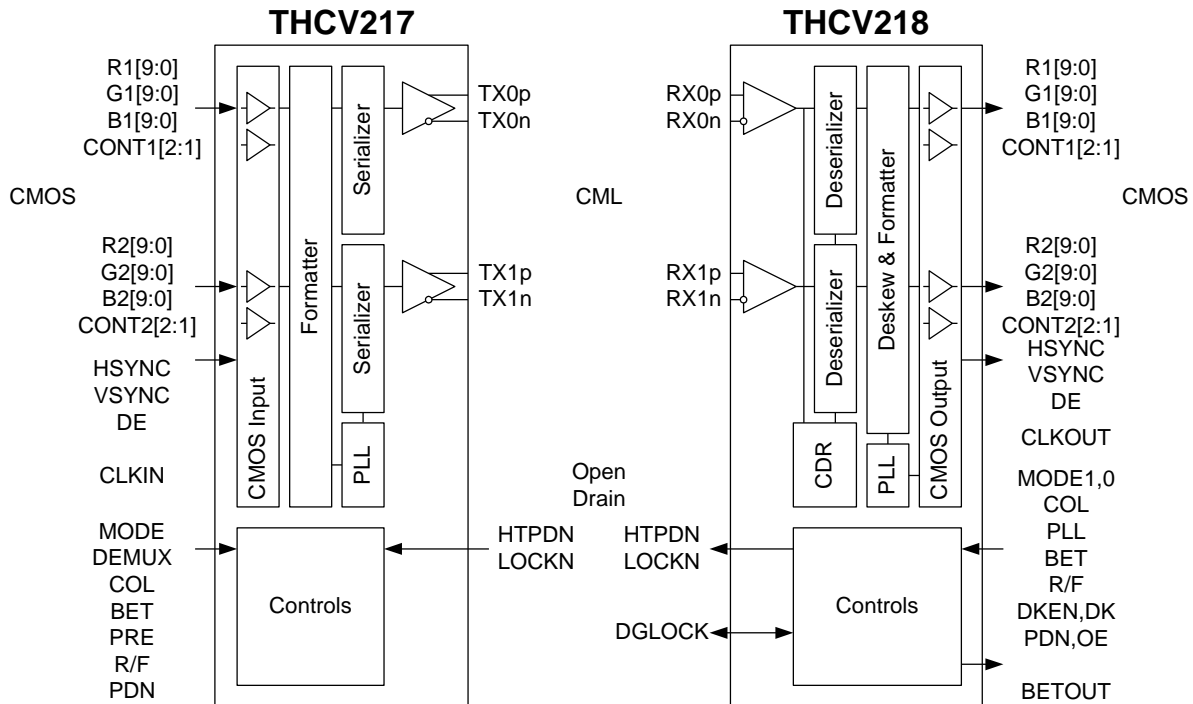 THCV217
R1[9:0]
G1[9:0]
B1[9:0]
CONT1[2:1]
CMOS
R2[9:0]
G2[9:0]
B2[9:0]
CONT2[2:1]
HSYNC
VSYNC
DE
CLKIN
MODE
DEMUX
COL
BET
PRE
R/F
PDN
CMOS Input
Formatter
Serializer
Serializer
PLL
Controls
TX0p
TX0n
TX1p
TX1n
HTPDN
LOCKN
CML
Open
Drain
THCV218
RX0p
RX0n
RX1p
RX1n
HTPDN
LOCKN
DGLOCK
Deserializer
Deserializer
CDR
Deskew & Formatter
PLL
CMOS Output
Controls
R1[9:0]
G1[9:0]
B1[9:0]
CONT1[2:1]
CMOS
R2[9:0]
G2[9:0]
B2[9:0]
CONT2[2:1]
HSYNC
VSYNC
DE
CLKOUT
MODE1,0
COL
PLL
BET
R/F
DKEN,DK
PDN,OE
BETOUT